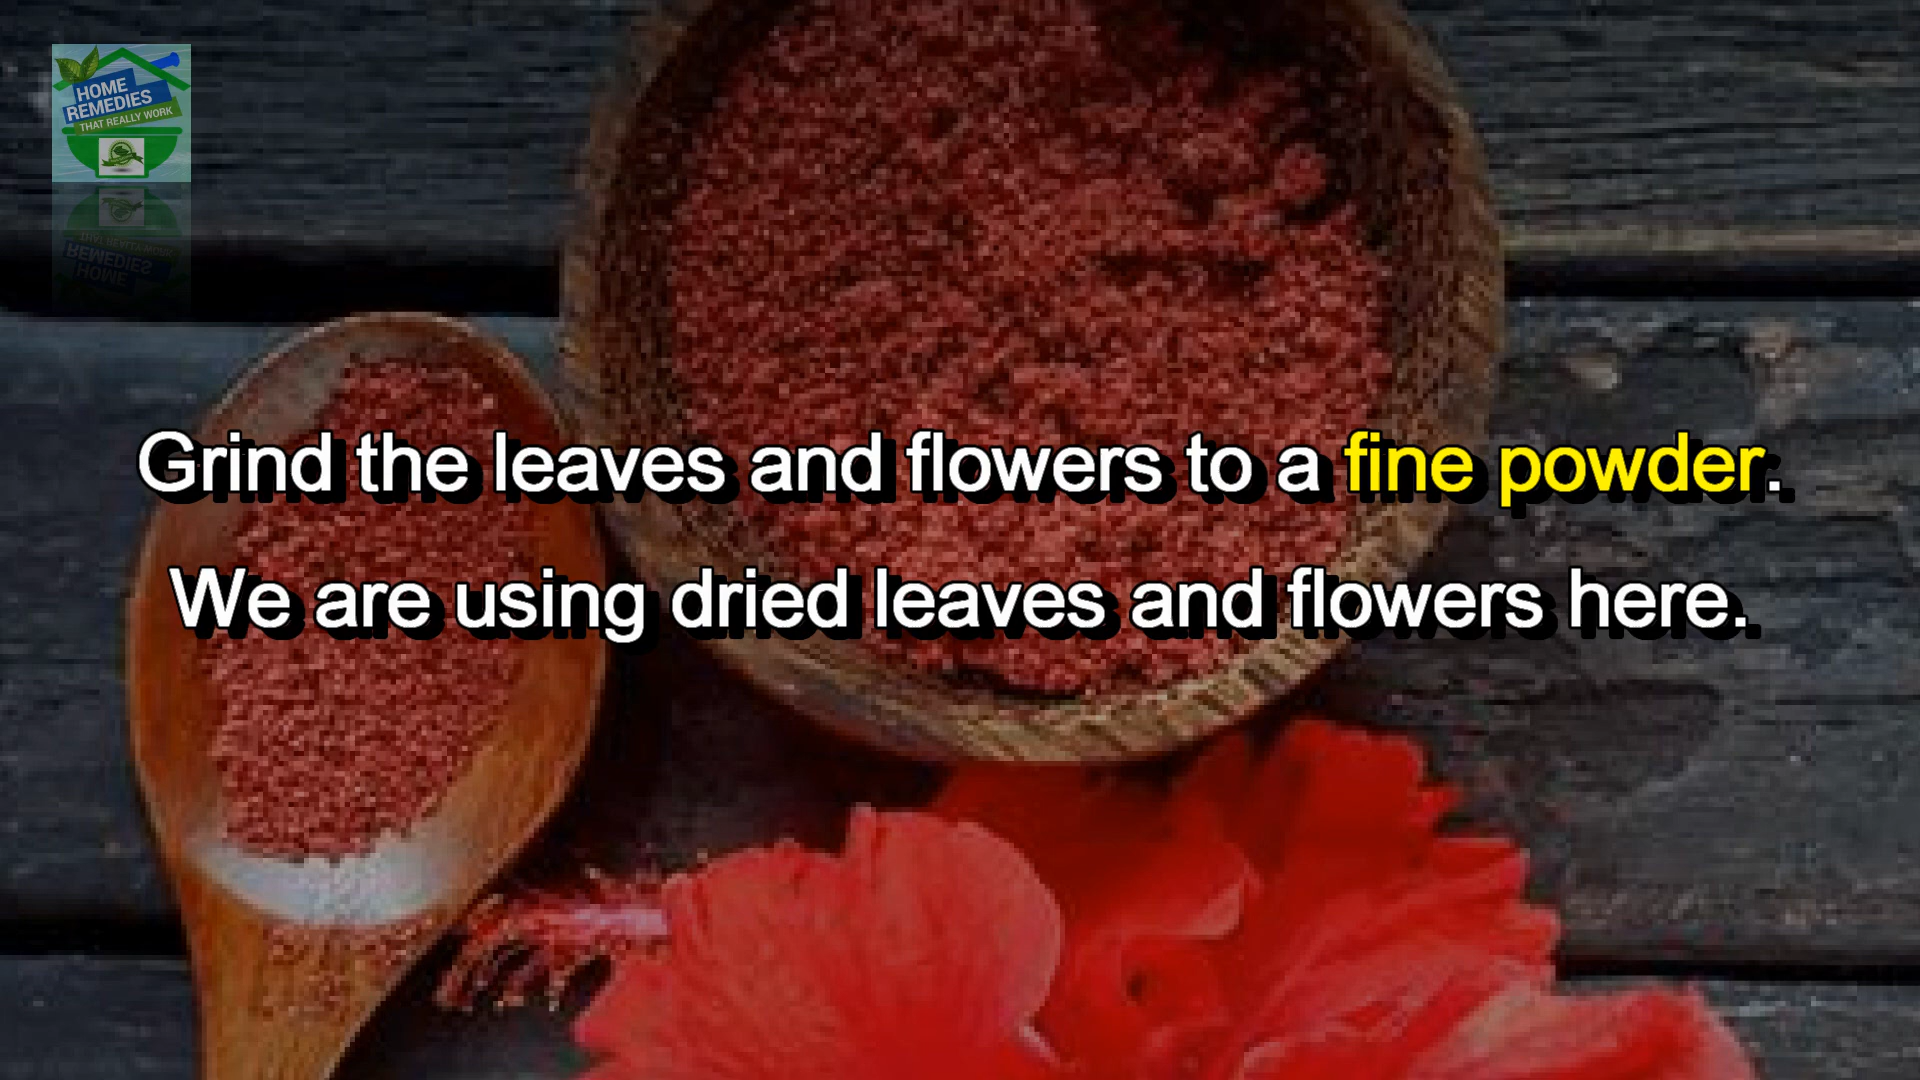 HOME
REMEDIES
THAT REALLY WORK
Grind the leaves and flowers to a fine powder.
We are using dried leaves and flowers here.